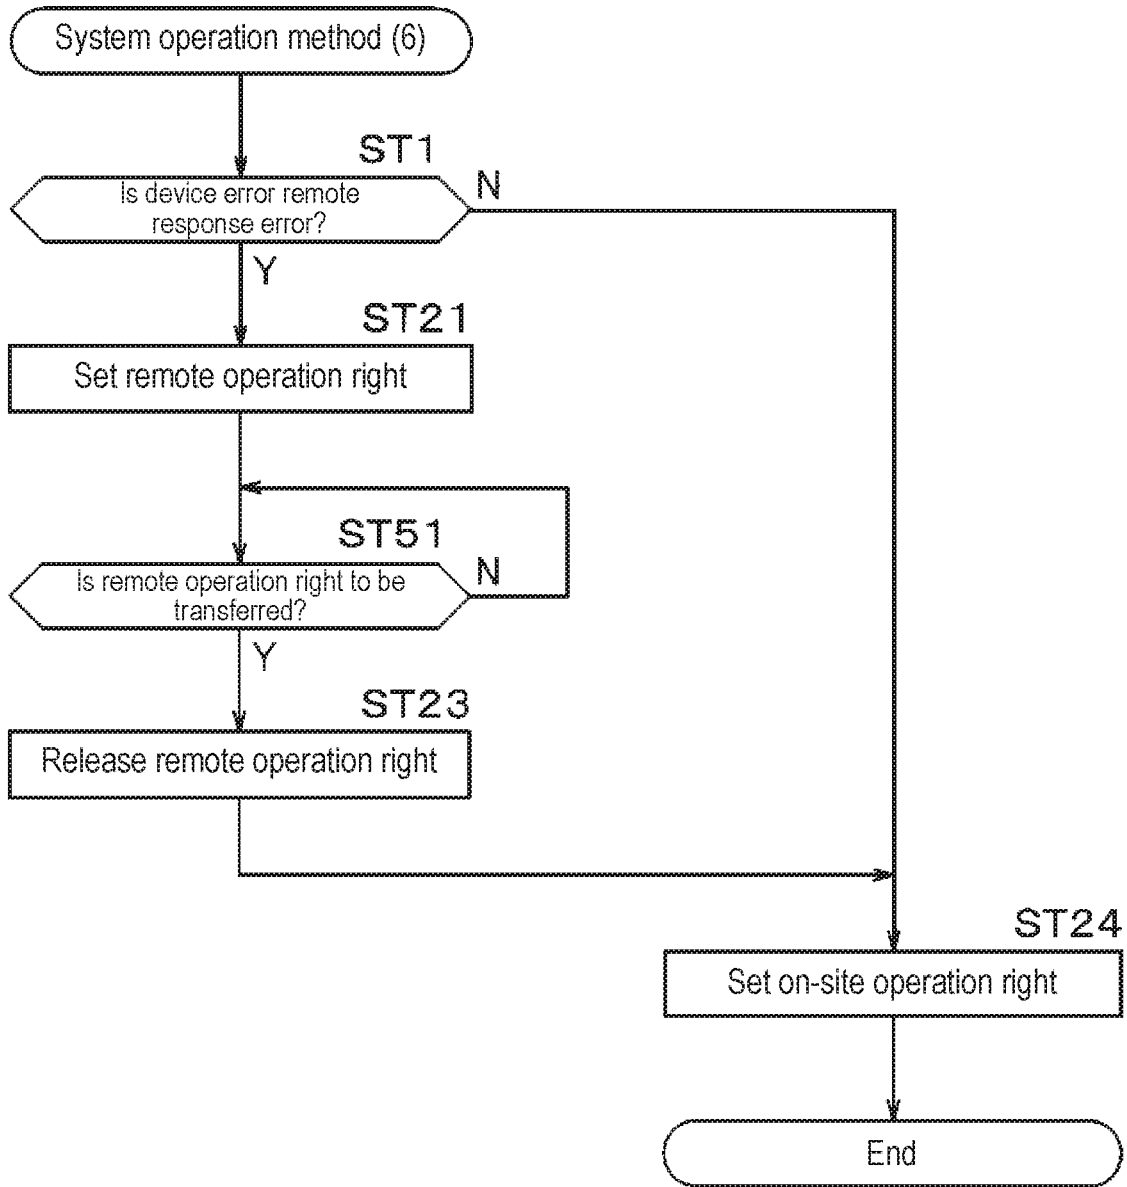 System operation method (6)
ST1
Is device error remote
response error?
N
Y
ST21
Set remote operation right
ST51
Is remote operation right to be
transferred?
N
Y
ST23
Release remote operation right
ST24
Set on-site operation right
End